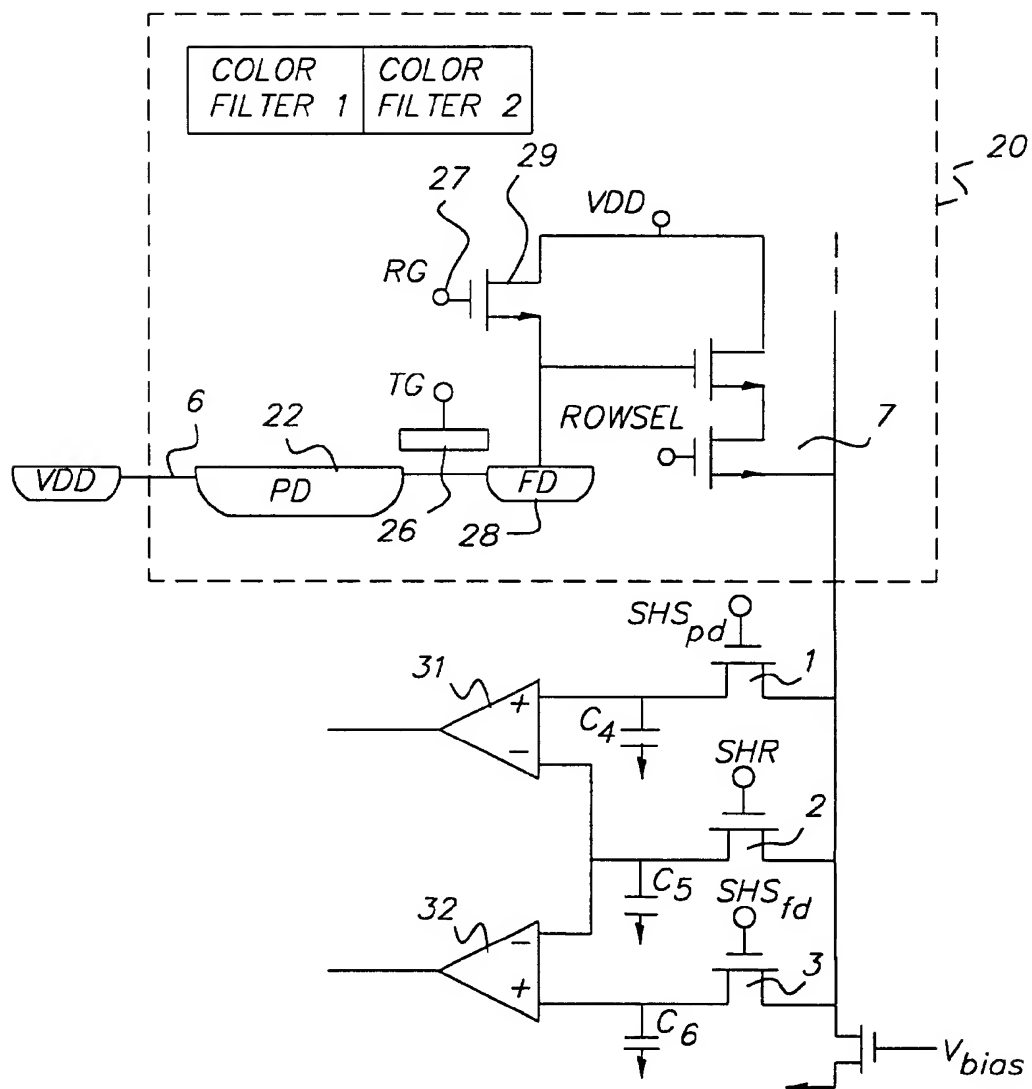 COLOR FILTER 1
COLOR FILTER 2
20
29
27
VDD
RG
TG
ROWSEL
7
6
22
VDD
PD
FD
26
28
SHSpd
1
31
+
−
C4
SHR
2
C5
SHSfd
32
−
+
3
C6
Vbias